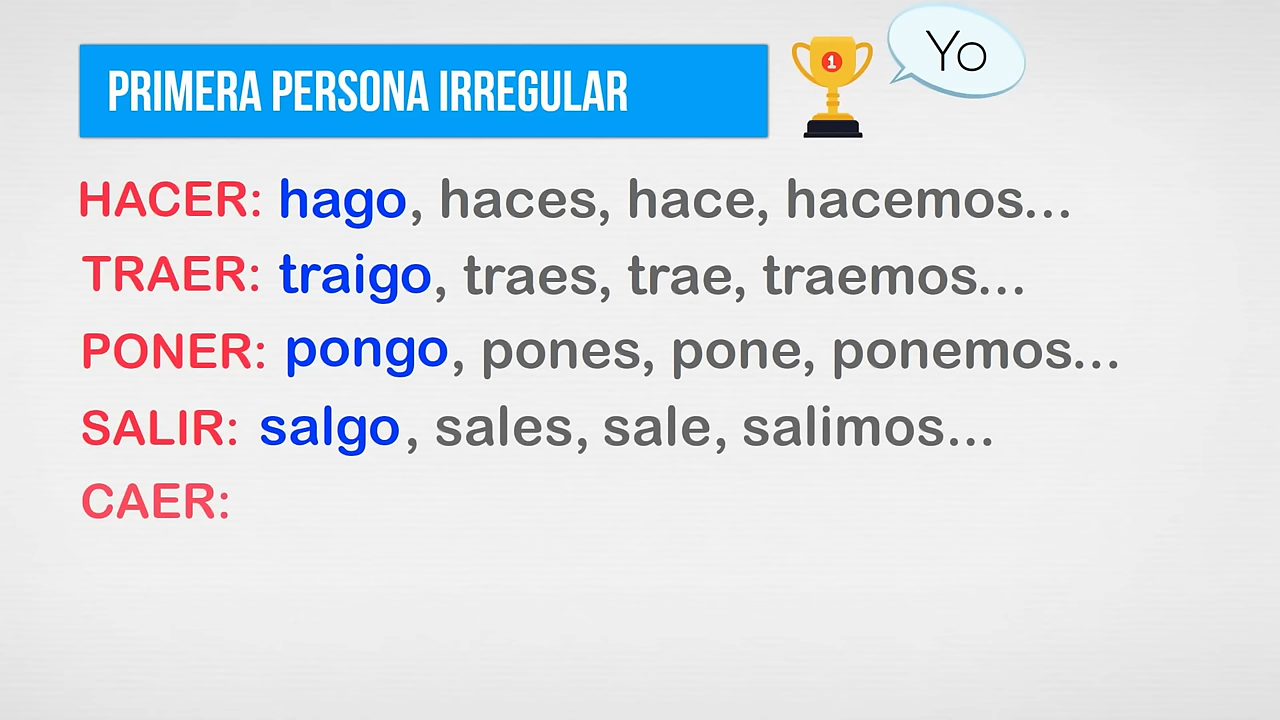 Yo
PRIMERA PERSONA IRREGULAR
1
HACER: hago, haces, hace, hacemos...
TRAER: traigo, traes, trae, traemos...
PONER: pongo, pones, pone, ponemos...
SALIR: salgo, sales, sale, salimos...
CAER: